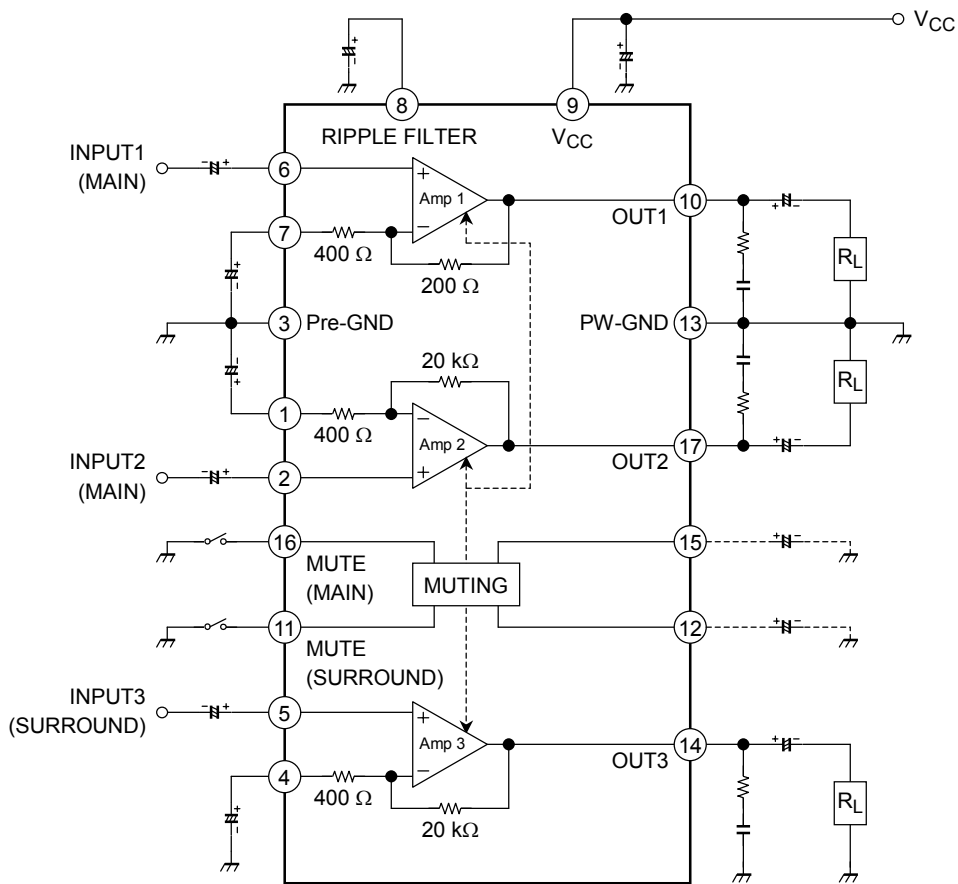 VCC
8
9
RIPPLE FILTER
VCC
INPUT1
(MAIN)
6
+
Amp 1
−
10
OUT1
7
400 Ω
200 Ω
RL
3
Pre-GND
PW-GND
13
20 kΩ
RL
1
400 Ω
−
Amp 2
+
17
OUT2
INPUT2
(MAIN)
2
16
MUTE
(MAIN)
MUTING
15
11
MUTE
(SURROUND)
12
INPUT3
(SURROUND)
5
+
Amp 3
−
14
OUT3
4
400 Ω
20 kΩ
RL